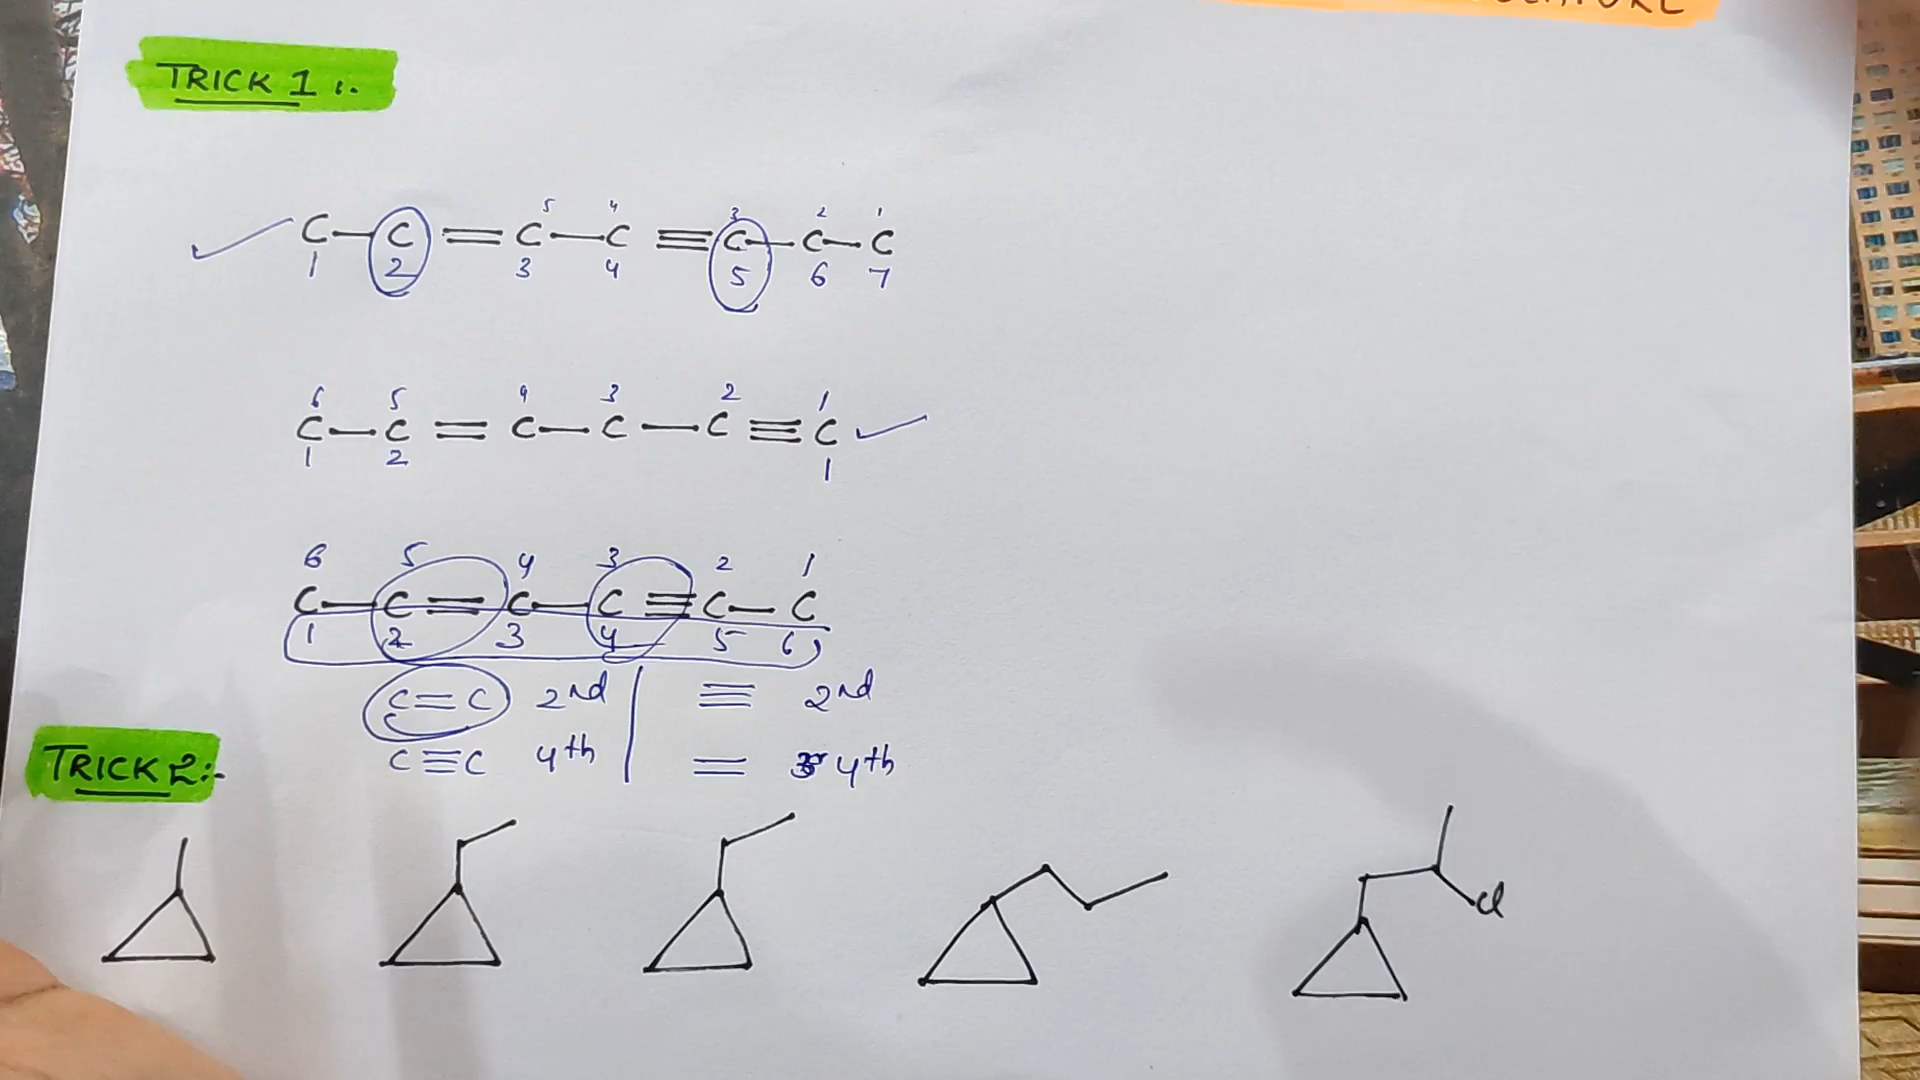 TRICK 1 :-
5 4 3 2 1
C-C=C-C≡C-C-C
1 2 3 4 5 6 7
6 5 4 3 2 1
C-C=C-C-C≡C
1 2 1
6 5 4 3 2 1
C-C=C-C≡C-C
1 2 3 4 5 6
C=C 2nd | ≡ 2nd
C≡C 4th | = 4th
TRICK 2:-
Cl